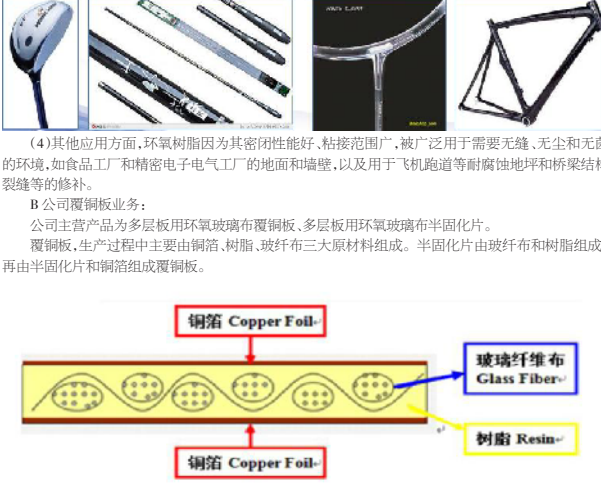 (4)其他应用方面,环氧树脂因为其密闭性能好、粘接范围广,被广泛用于需要无缝、无尘和无菌
的环境,如食品工厂和精密电子电气工厂的地面和墙壁,以及用于飞机跑道等耐腐蚀地坪和桥梁结构
裂缝等的修补。
B 公司覆铜板业务:
公司主营产品为多层板用环氧玻璃布覆铜板、多层板用环氧玻璃布半固化片。
覆铜板,生产过程中主要由铜箔、树脂、玻纤布三大原材料组成。半固化片由玻纤布和树脂组成
再由半固化片和铜箔组成覆铜板。
铜箔 Copper Foil
玻璃纤维布
Glass Fiber
树脂 Resin
铜箔 Copper Foil